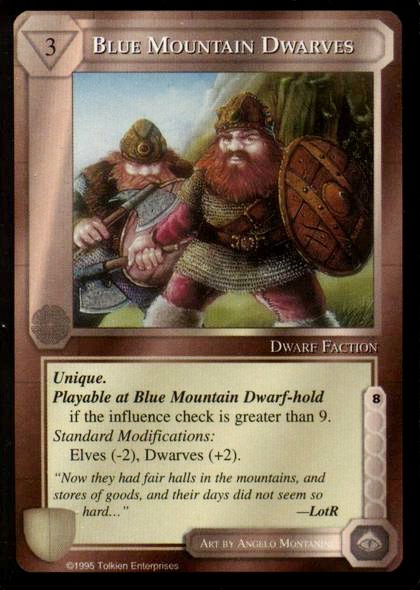 3
BLUE MOUNTAIN DWARVES
DWARF FACTION
Unique.
Playable at Blue Mountain Dwarf-hold
if the influence check is greater than 9.
Standard Modifications:
Elves (-2), Dwarves (+2).
8
“Now they had fair halls in the mountains, and
stores of goods, and their days did not seem so
hard…” —LotR
ART BY ANGELO MONTANINI
©1995 Tolkien Enterprises